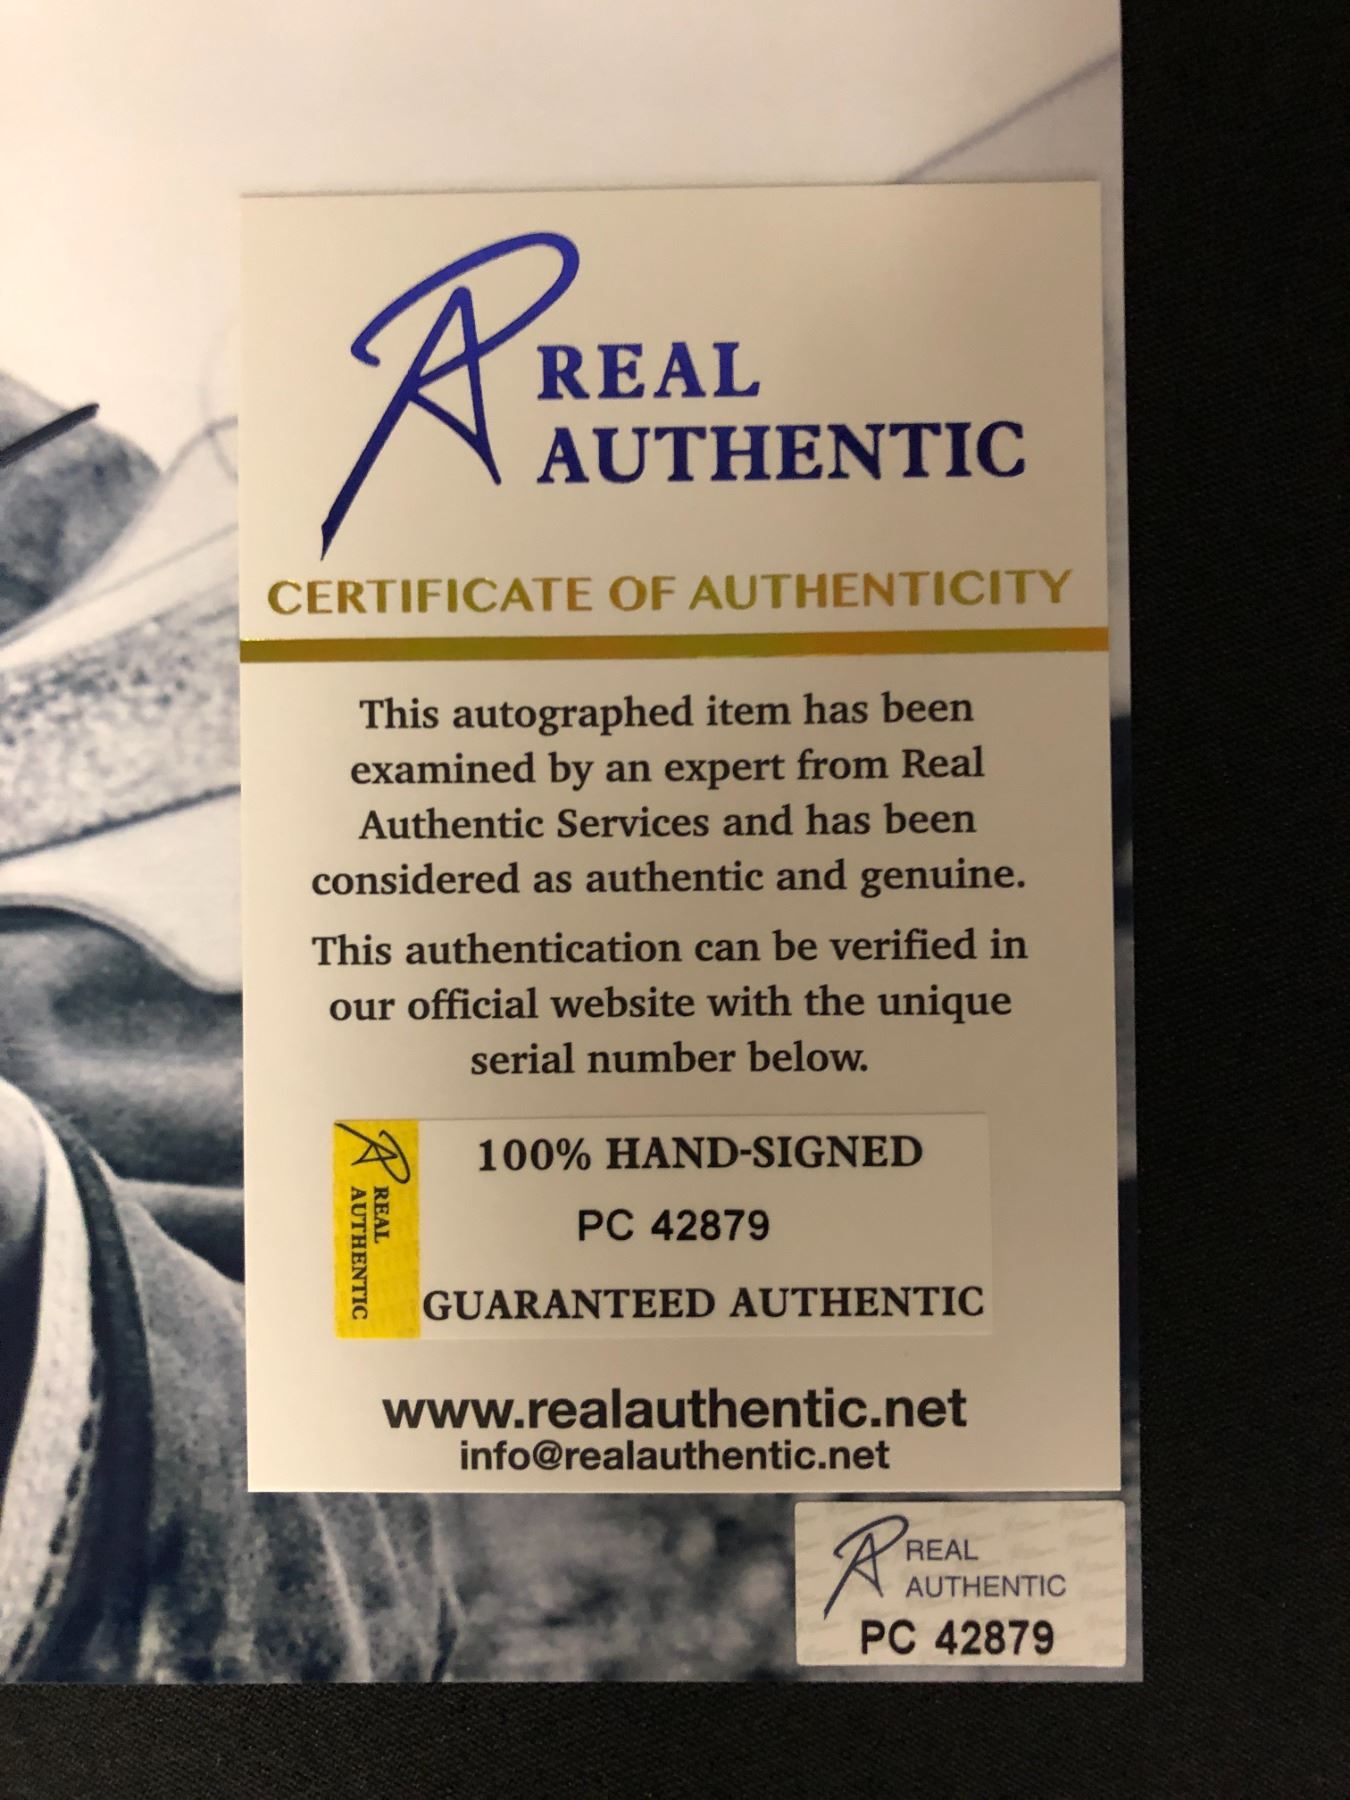 REAL
AUTHENTIC
CERTIFICATE OF AUTHENTICITY
This autographed item has been
examined by an expert from Real
Authentic Services and has been
considered as authentic and genuine.
This authentication can be verified in
our official website with the unique
serial number below.
REAL
AUTHENTIC
100% HAND-SIGNED
PC 42879
GUARANTEED AUTHENTIC
www.realauthentic.net
info@realauthentic.net
REAL
AUTHENTIC
PC 42879